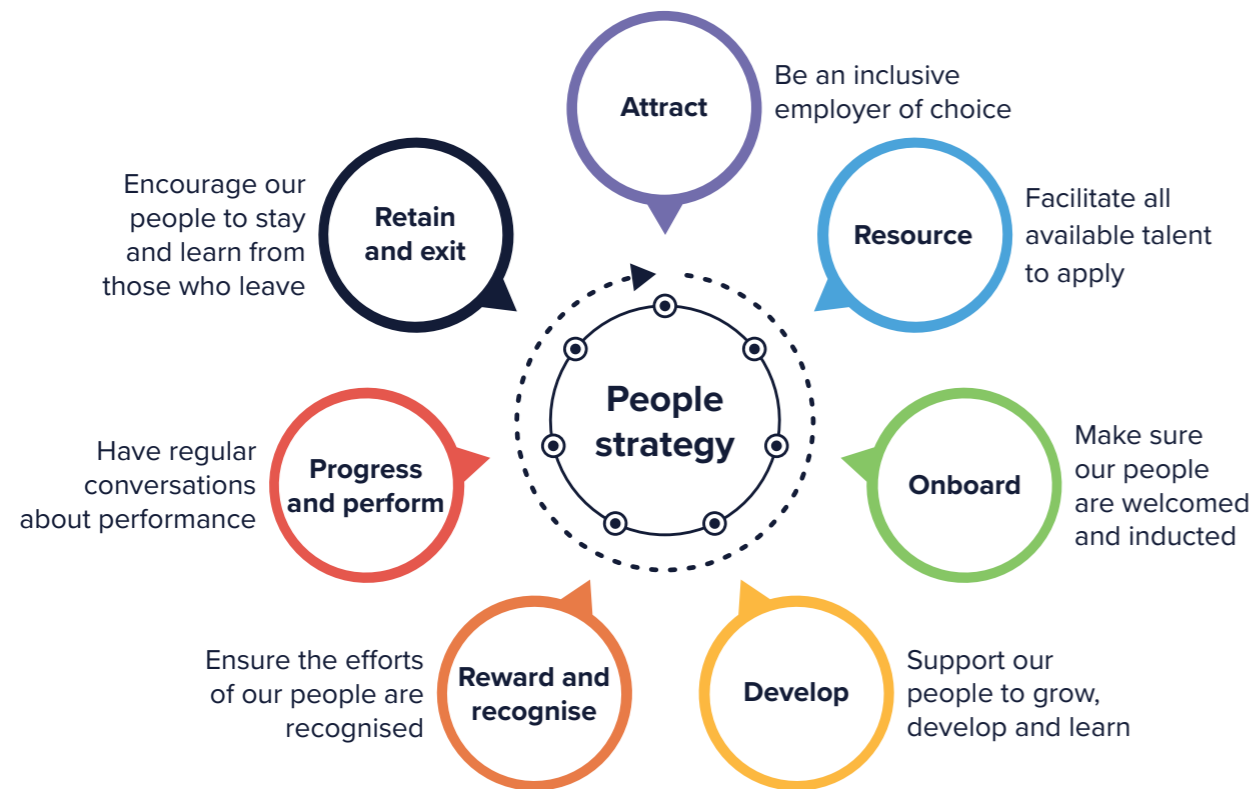 Attract
Be an inclusive
employer of choice
Resource
Facilitate all
available talent
to apply
Onboard
Make sure
our people
are welcomed
and inducted
Develop
Support our
people to grow,
develop and learn
Reward and
recognise
Ensure the efforts
of our people are
recognised
Progress
and perform
Have regular
conversations
about performance
Retain
and exit
Encourage our
people to stay
and learn from
those who leave
People
strategy